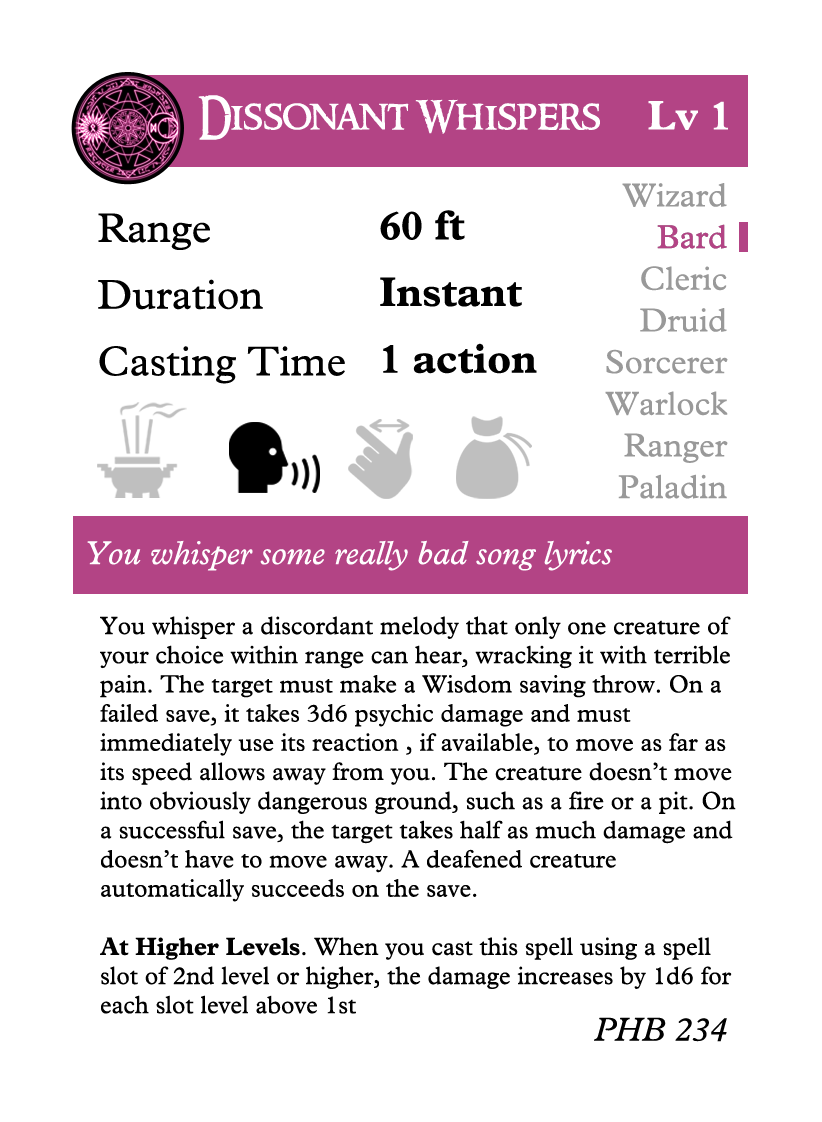 DISSONANT WHISPERS Lv 1
Range 60 ft
Duration Instant
Casting Time 1 action
Wizard
Bard
Cleric
Druid
Sorcerer
Warlock
Ranger
Paladin
You whisper some really bad song lyrics
You whisper a discordant melody that only one creature of
your choice within range can hear, wracking it with terrible
pain. The target must make a Wisdom saving throw. On a
failed save, it takes 3d6 psychic damage and must
immediately use its reaction , if available, to move as far as
its speed allows away from you. The creature doesn’t move
into obviously dangerous ground, such as a fire or a pit. On
a successful save, the target takes half as much damage and
doesn’t have to move away. A deafened creature
automatically succeeds on the save.
At Higher Levels. When you cast this spell using a spell
slot of 2nd level or higher, the damage increases by 1d6 for
each slot level above 1st
PHB 234